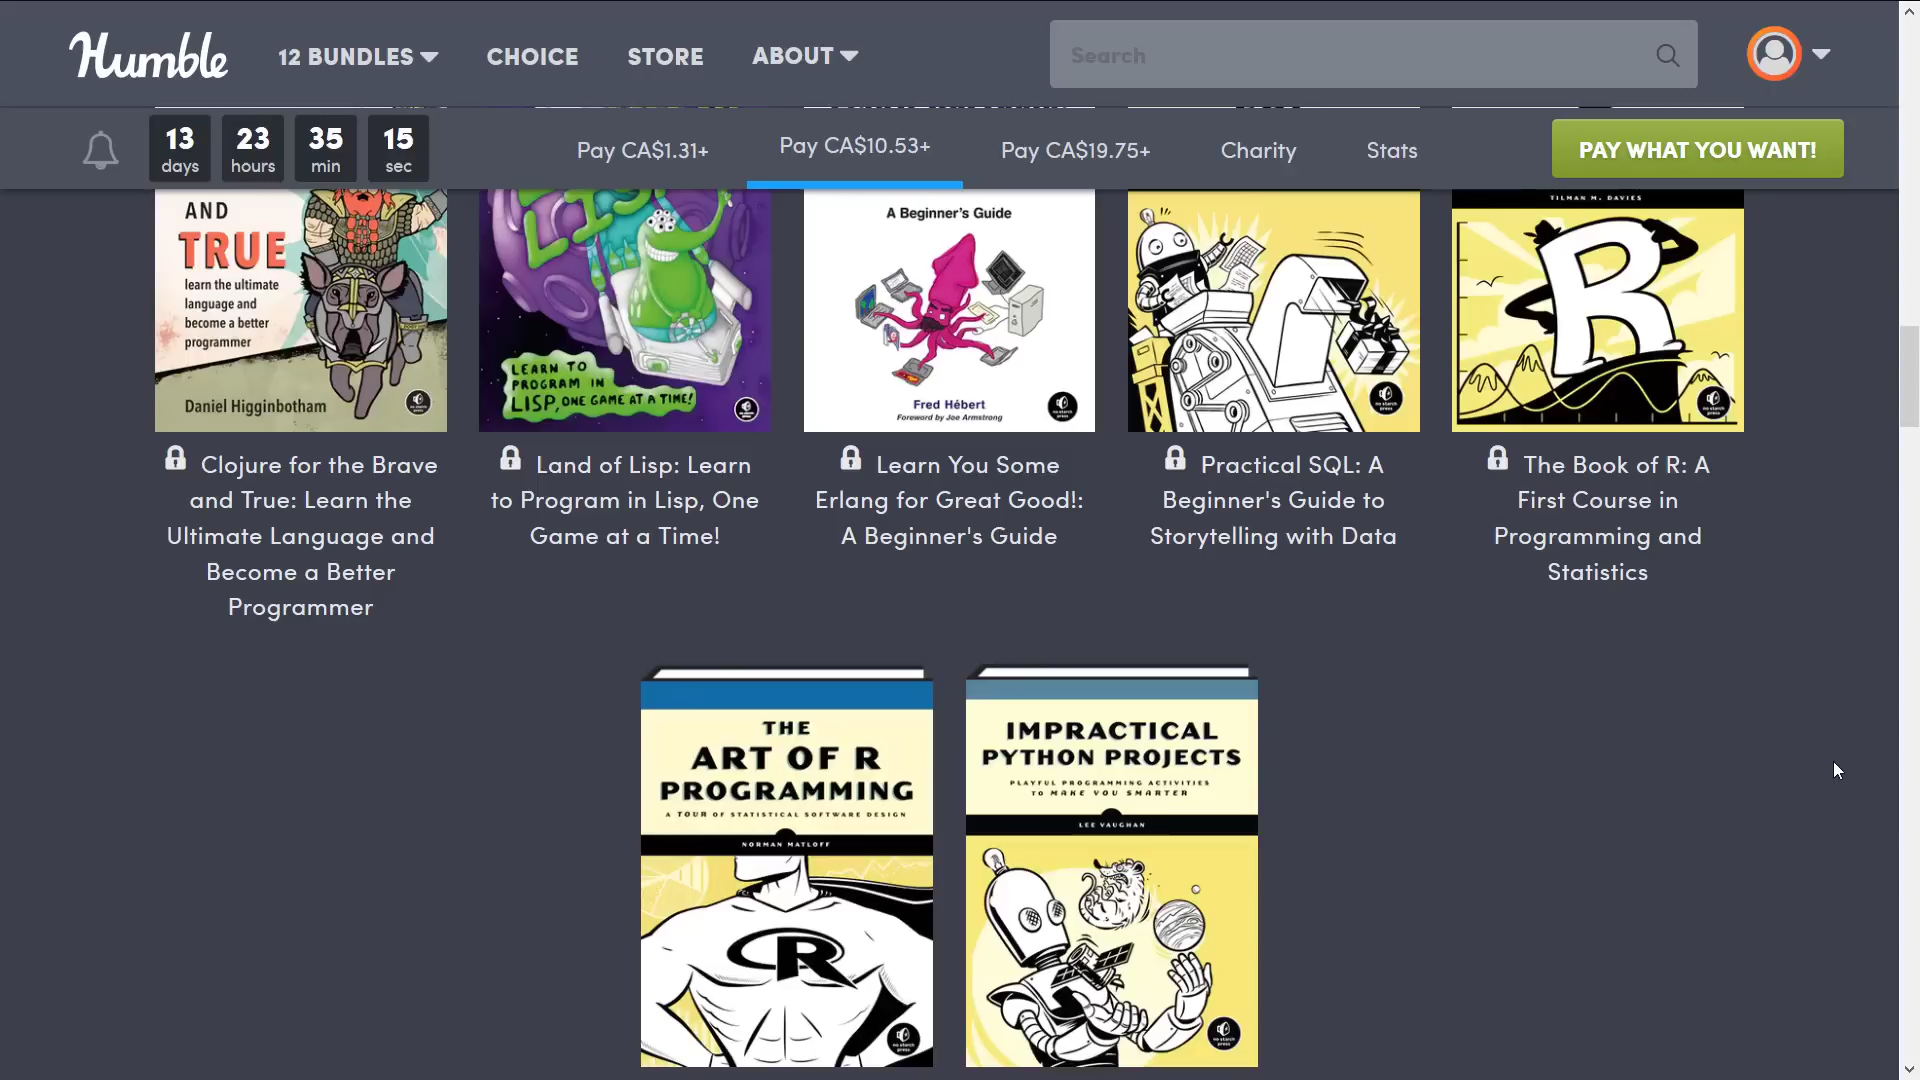 Humble
12 BUNDLES
CHOICE
STORE
ABOUT
Search
13
days
23
hours
35
min
15
sec
Pay CA$1.31+
Pay CA$10.53+
Pay CA$19.75+
Charity
Stats
PAY WHAT YOU WANT!
AND
TRUE
learn the ultimate
language and
become a better
programmer
Daniel Higginbotham
LEARN TO
PROGRAM IN
LISP, ONE GAME AT A TIME!
A Beginner's Guide
Fred Hébert
Foreword by Joe Armstrong
TILMAN M. DAVIES
R
Clojure for the Brave
and True: Learn the
Ultimate Language and
Become a Better
Programmer
Land of Lisp: Learn
to Program in Lisp, One
Game at a Time!
Learn You Some
Erlang for Great Good!:
A Beginner's Guide
Practical SQL: A
Beginner's Guide to
Storytelling with Data
The Book of R: A
First Course in
Programming and
Statistics
THE
ART OF R
PROGRAMMING
A TOUR OF STATISTICAL SOFTWARE DESIGN
NORMAN MATLOFF
R
no starch
press
IMPRACTICAL
PYTHON PROJECTS
PLAYFUL PROGRAMMING ACTIVITIES
TO MAKE YOU SMARTER
LEE VAUGHAN
no starch
press